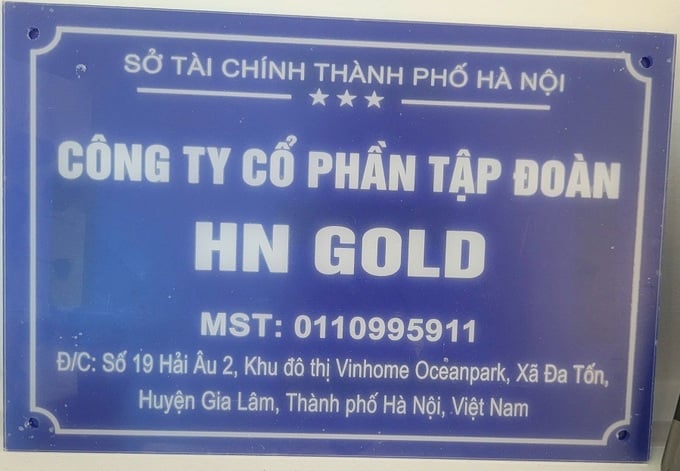 SỞ TÀI CHÍNH THÀNH PHỐ HÀ NỘI
CÔNG TY CỔ PHẦN TẬP ĐOÀN
HN GOLD
MST: 0110995911
Đ/C: Số 19 Hải Âu 2, Khu đô thị Vinhome Oceanpark, Xã Đa Tốn,
Huyện Gia Lâm, Thành phố Hà Nội, Việt Nam